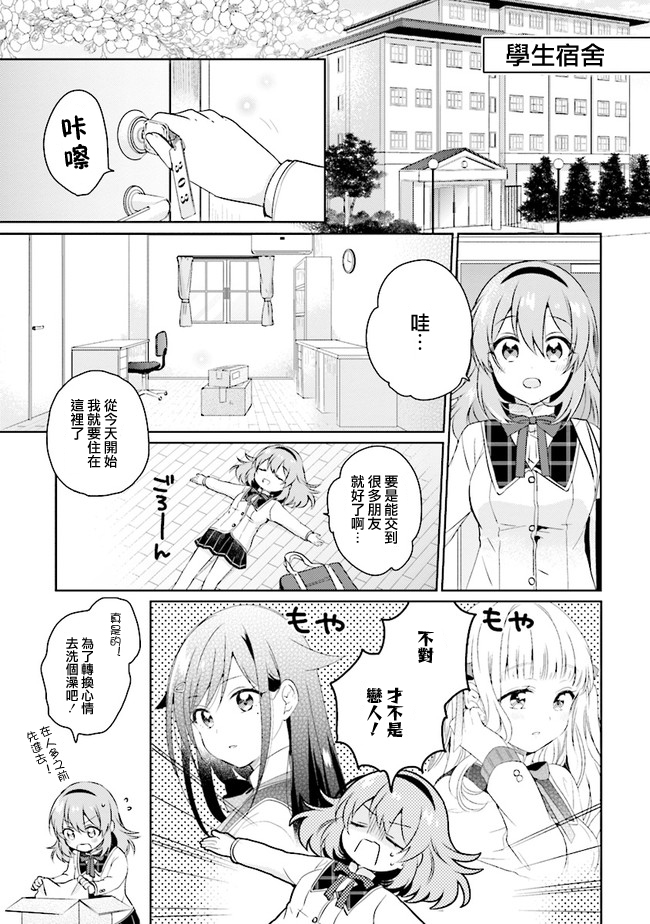 學生宿舍
咔嚓
303
哇…
從今天開始
我就要住在
這裡了
要是能交到
很多朋友
就好了啊…
ごろーん
もや
もや
不對
才不是
戀人！
真是的！
為了轉換心情
去洗個澡吧！
在人多之前
先進去！